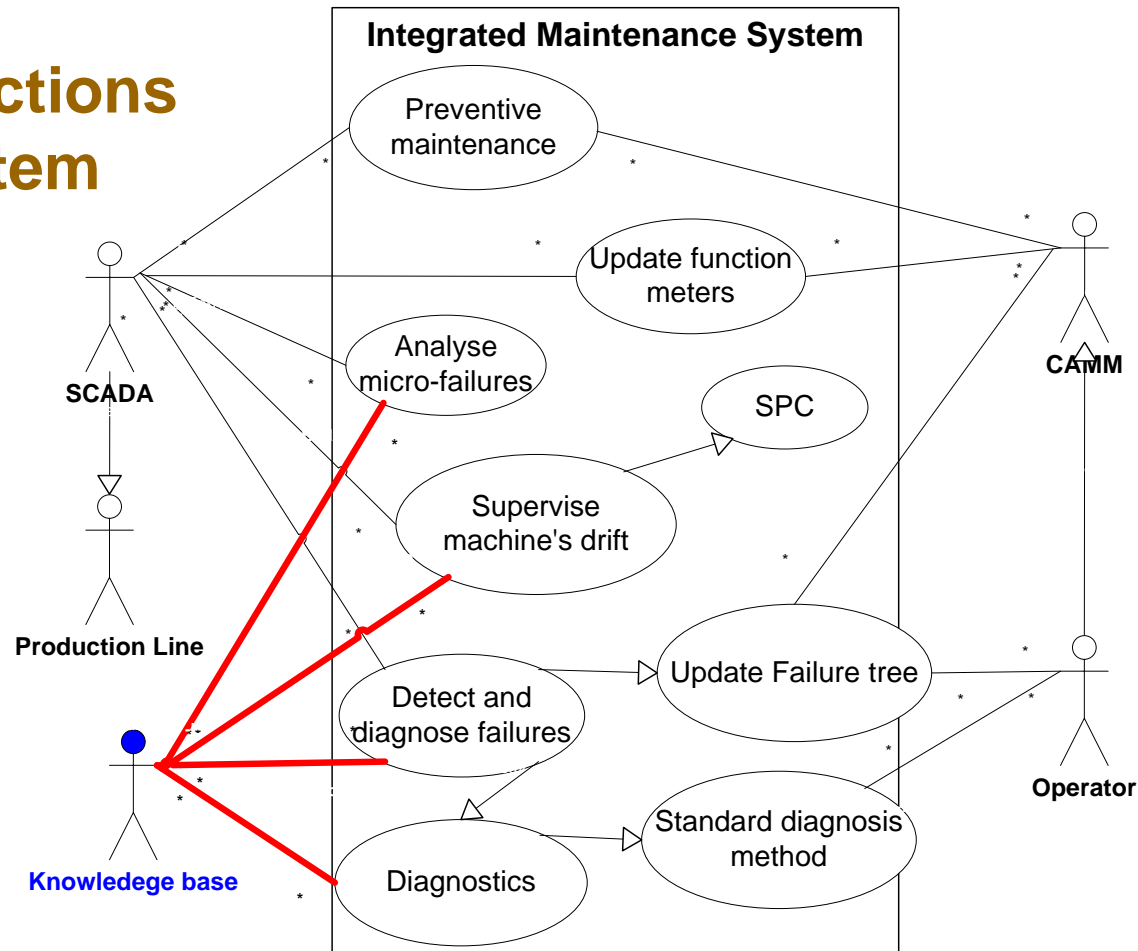 Integrated Maintenance System
ctions
tem
Preventive
maintenance
Update function
meters
Analyse
micro-failures
SCADA
CAMM
SPC
Supervise
machine's drift
Production Line
Update Failure tree
Detect and
diagnose failures
Operator
Standard diagnosis
method
Knowledege base
Diagnostics